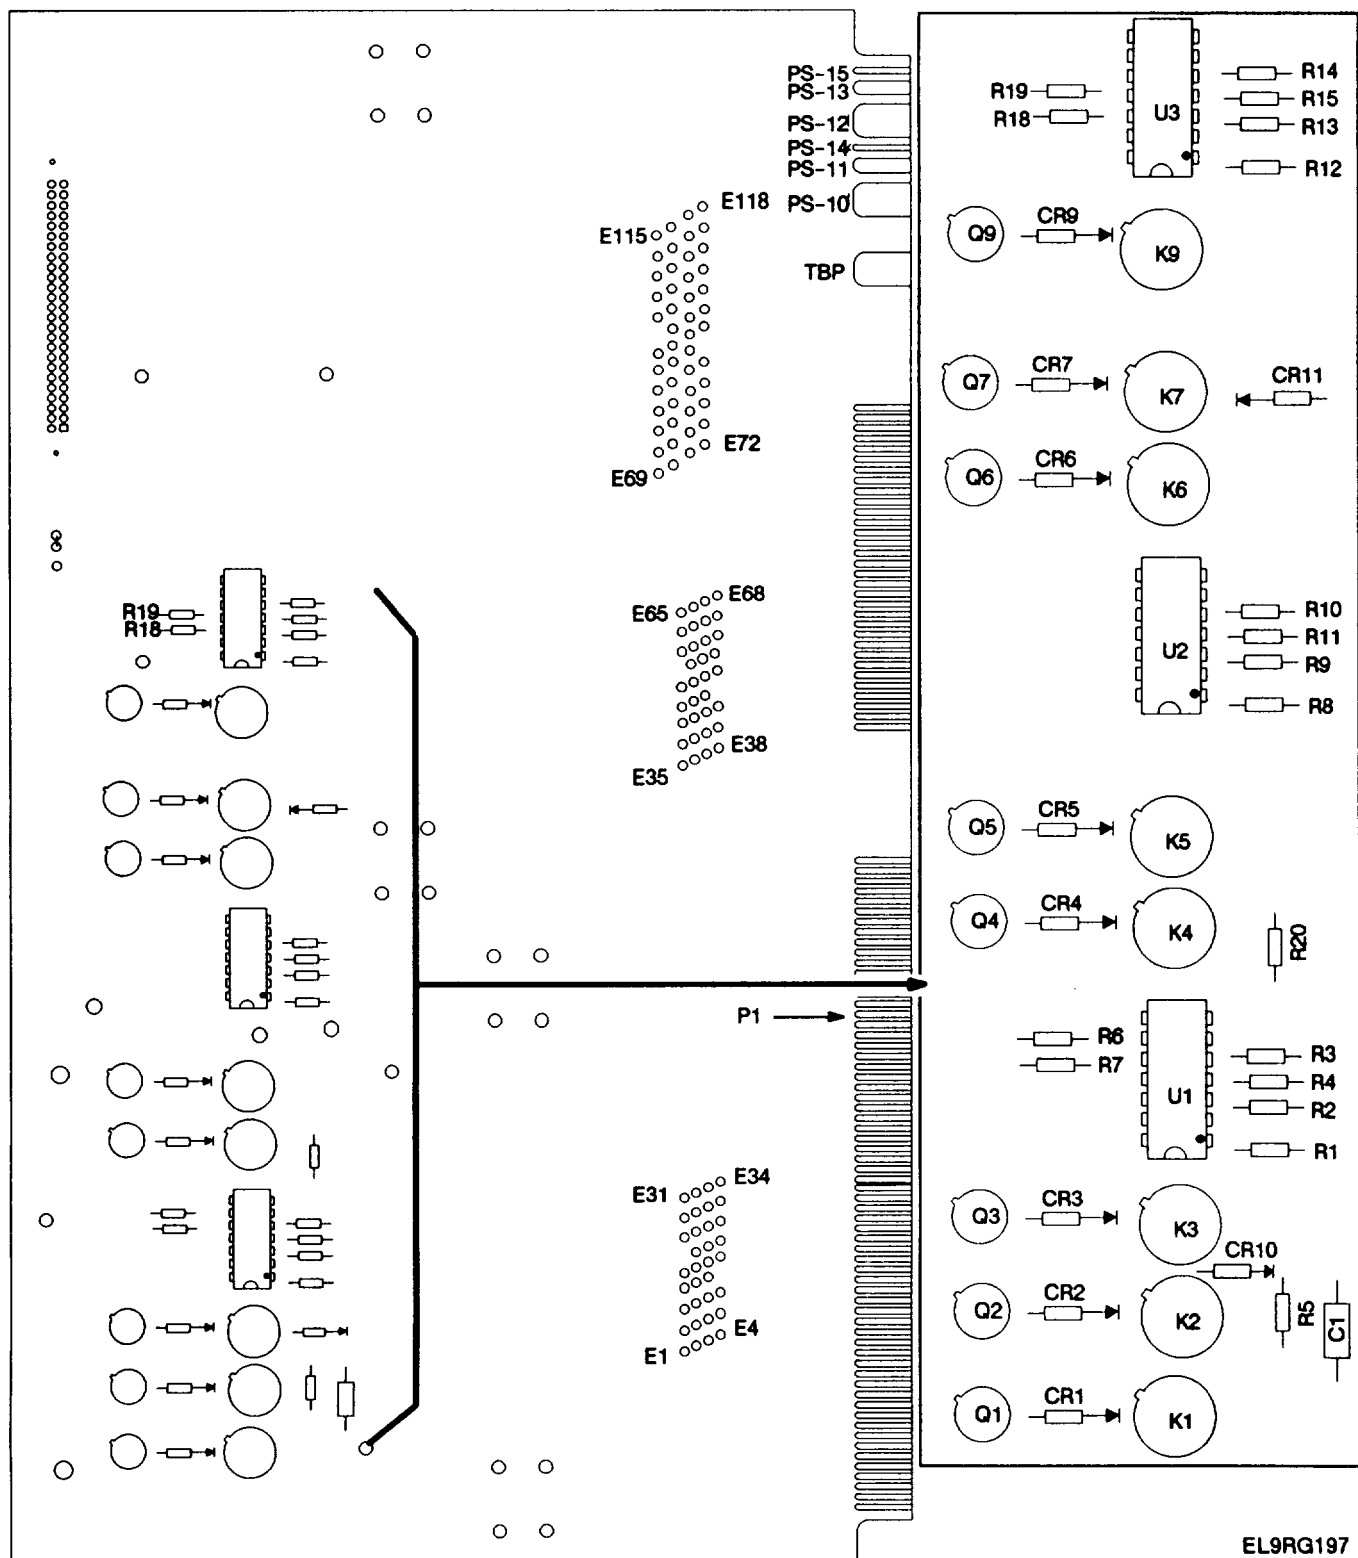 PS-15
PS-13
PS-12
PS-14
PS-11
PS-10
TBP
E118
E115
E72
E69
E68
E65
E38
E35
P1
E34
E31
E4
E1
R19
R18
R19
R18
U3
R14
R15
R13
R12
Q9
CR9
K9
Q7
CR7
K7
CR11
Q6
CR6
K6
U2
R10
R11
R9
R8
Q5
CR5
K5
Q4
CR4
K4
R20
R6
R7
U1
R3
R4
R2
R1
Q3
CR3
K3
CR10
Q2
CR2
K2
R5
C1
Q1
CR1
K1
EL9RG197